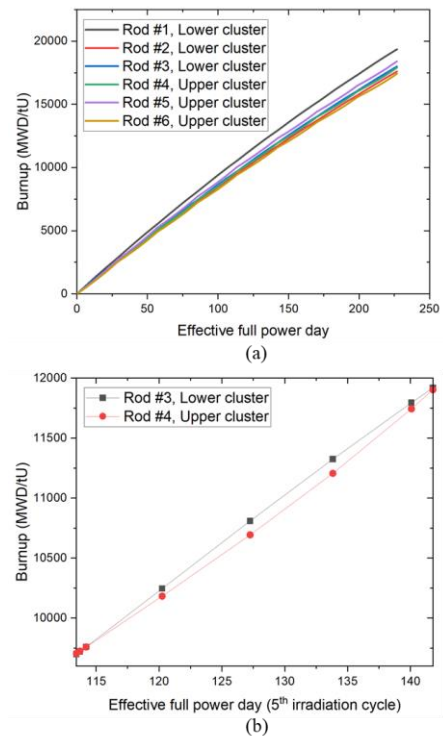 20000
15000
10000
5000
0
Burnup (MWD/tU)
Rod #1, Lower cluster
Rod #2, Lower cluster
Rod #3, Lower cluster
Rod #4, Upper cluster
Rod #5, Upper cluster
Rod #6, Upper cluster
0 50 100 150 200 250
Effective full power day
(a)
12000
11500
11000
10500
10000
Burnup (MWD/tU)
Rod #3, Lower cluster
Rod #4, Upper cluster
115 120 125 130 135 140
Effective full power day (5th irradiation cycle)
(b)